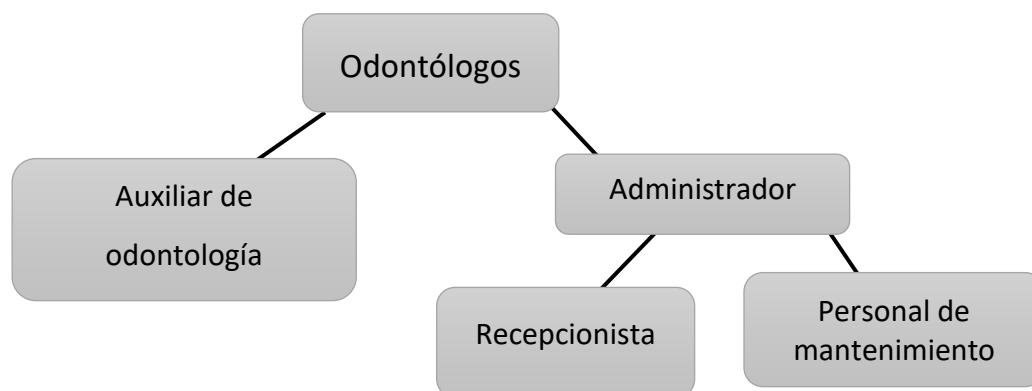 Odontólogos
Auxiliar de
odontología
Administrador
Recepcionista
Personal de
mantenimiento